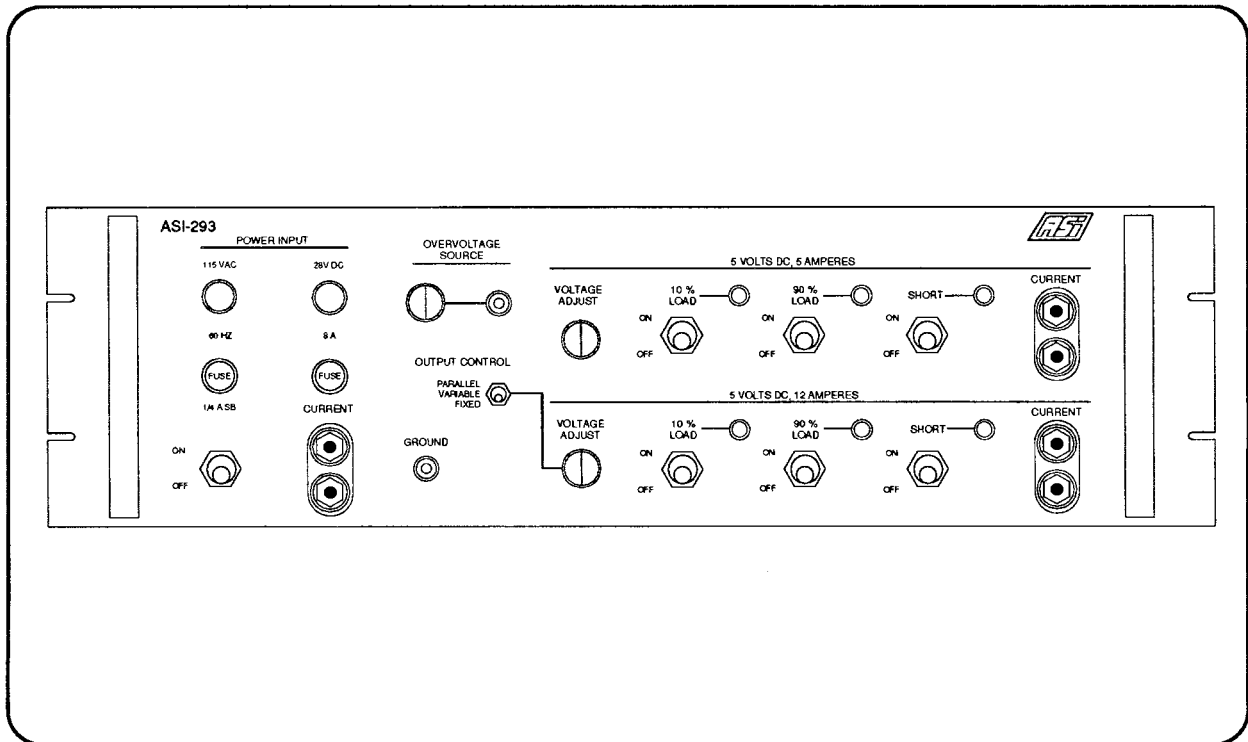 ASI-293
POWER INPUT
115 VAC
28V DC
60 HZ
8 A
FUSE
FUSE
1/4 A SB
CURRENT
ON
OFF
OVERVOLTAGE
SOURCE
OUTPUT CONTROL
PARALLEL
VARIABLE
FIXED
GROUND
ASi
5 VOLTS DC, 5 AMPERES
VOLTAGE
ADJUST
10 %
LOAD
ON
OFF
90 %
LOAD
ON
OFF
SHORT
ON
OFF
CURRENT
5 VOLTS DC, 12 AMPERES
VOLTAGE
ADJUST
10 %
LOAD
ON
OFF
90 %
LOAD
ON
OFF
SHORT
ON
OFF
CURRENT